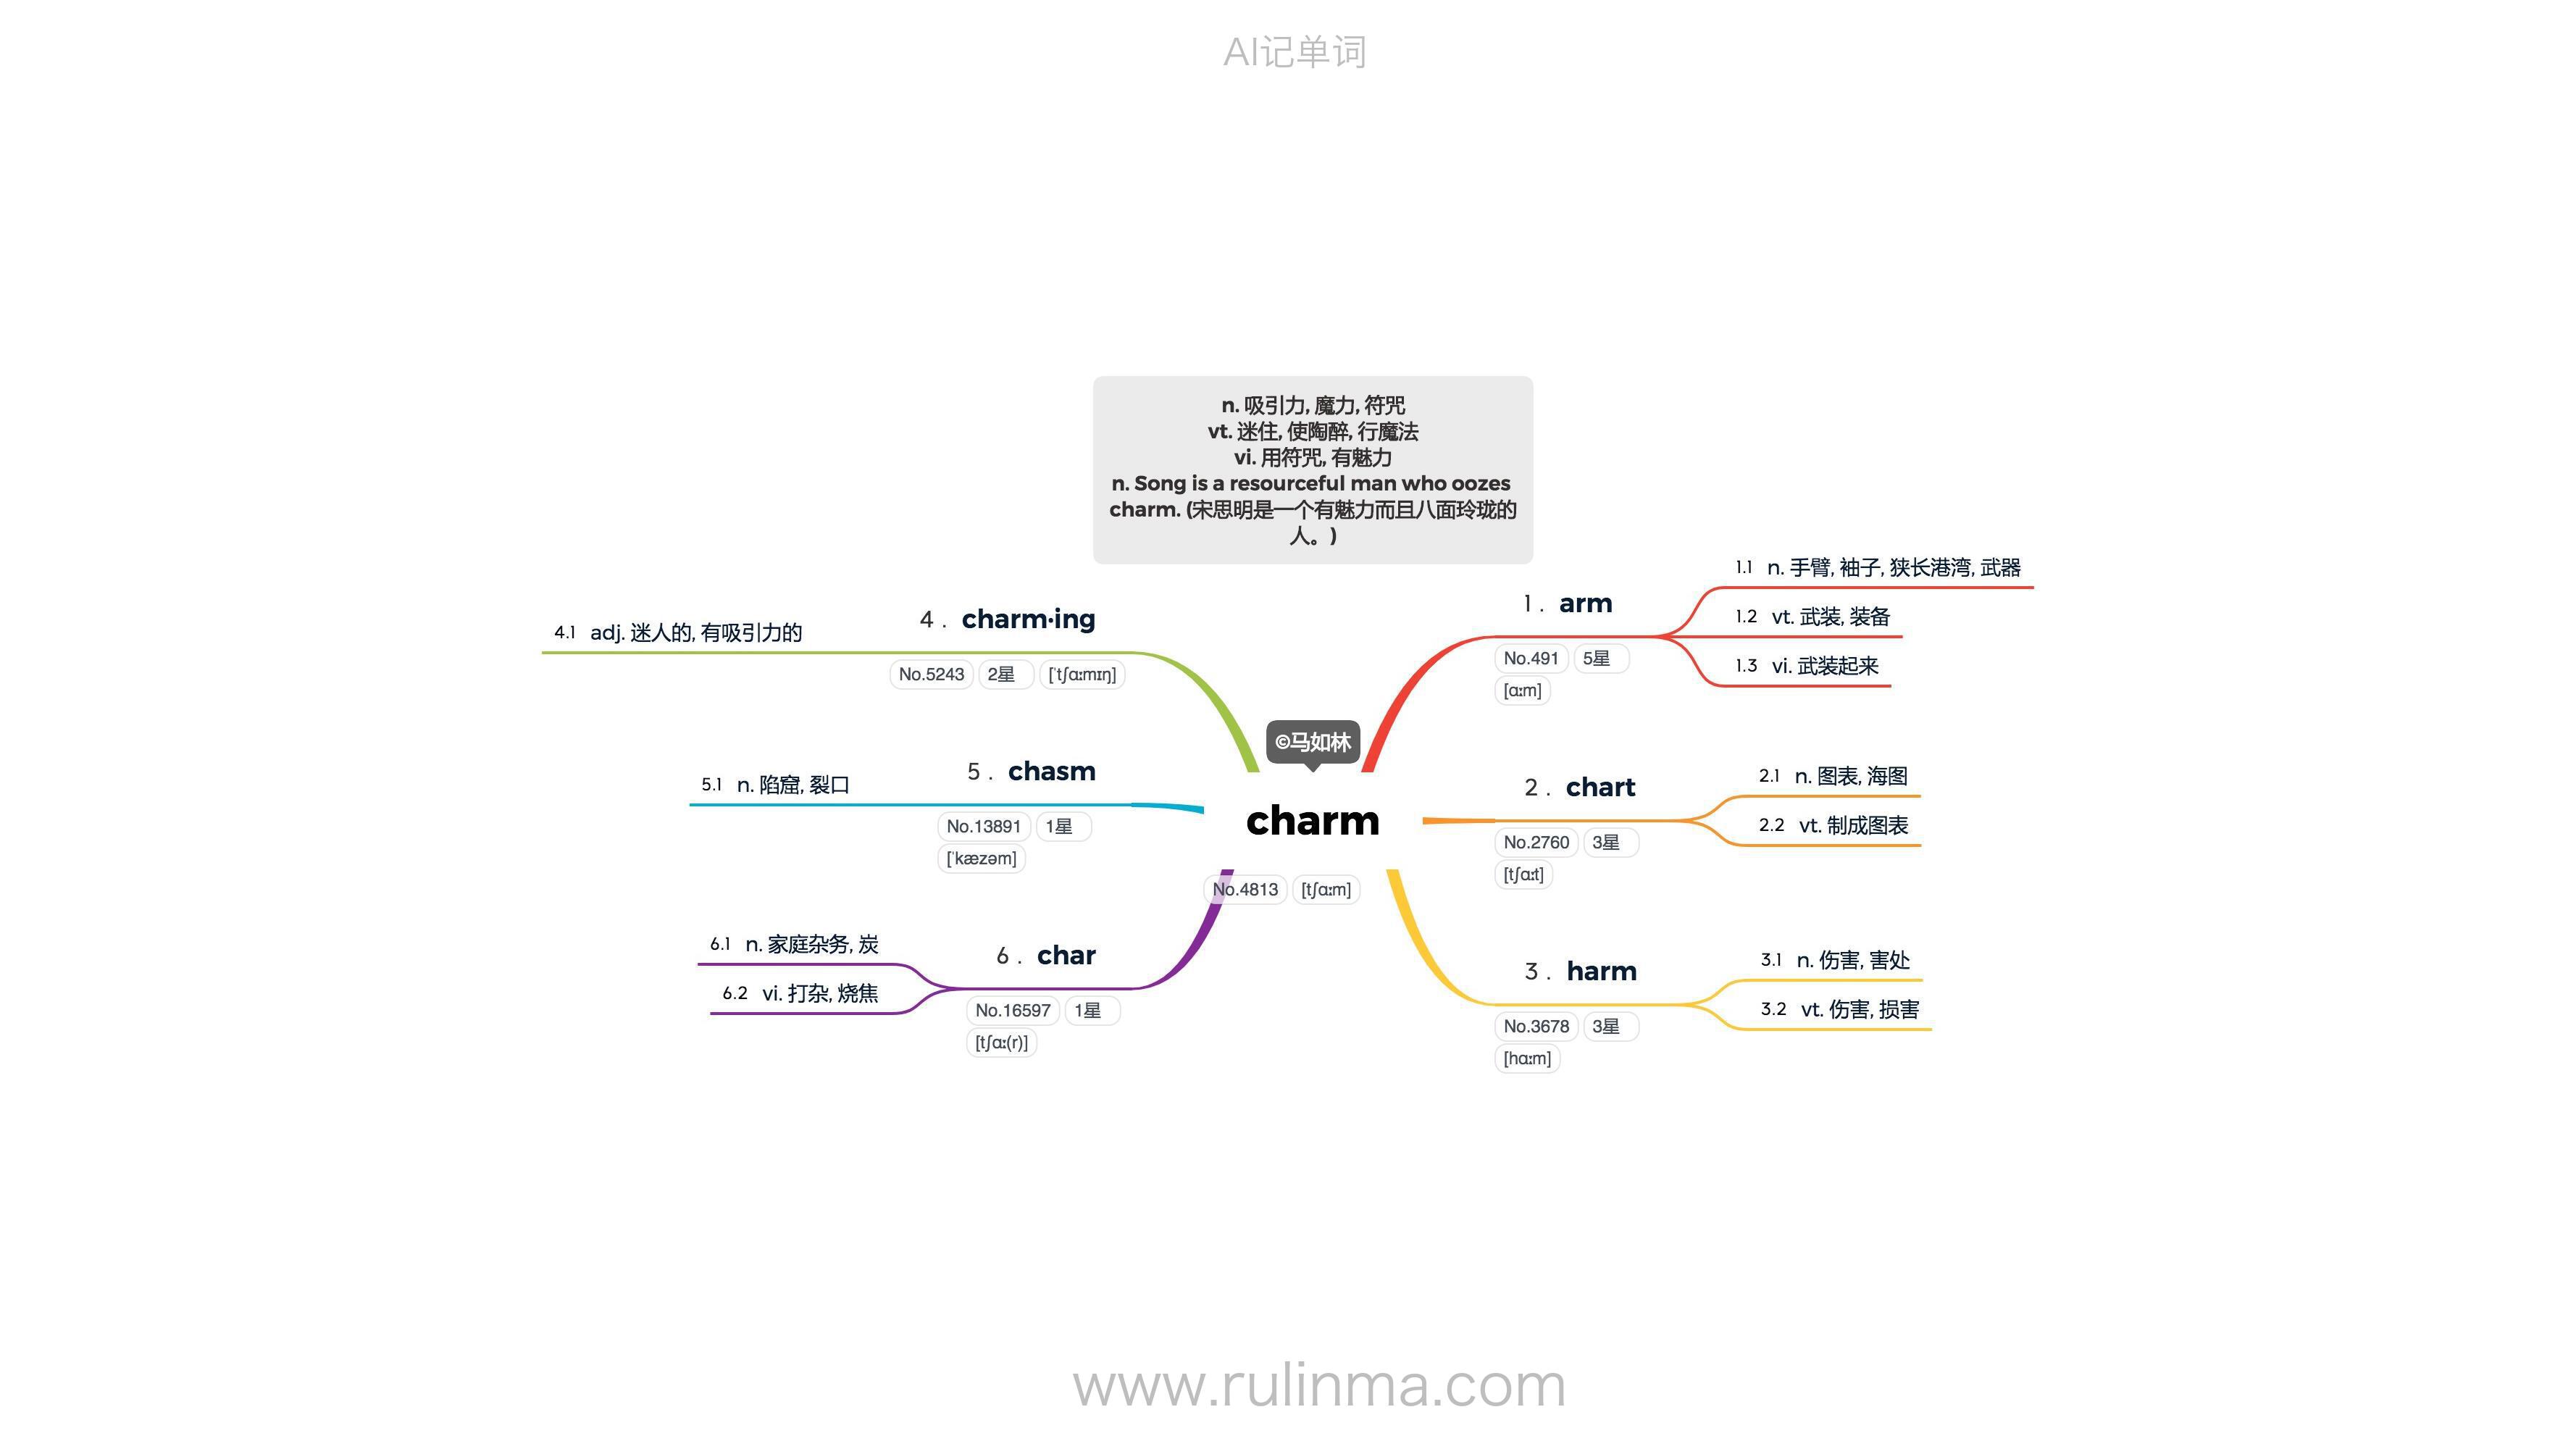 AI记单词
n. 吸引力, 魔力, 符咒
vt. 迷住, 使陶醉, 行魔法
vi. 用符咒, 有魅力
n. Song is a resourceful man who oozes
charm. (宋思明是一个有魅力而且八面玲珑的
人。)
©马如林
charm
No.4813 [tʃɑːm]
1. arm
No.491 5星
[ɑːm]
1.1 n. 手臂, 袖子, 狭长港湾, 武器
1.2 vt. 武装, 装备
1.3 vi. 武装起来
2. chart
No.2760 3星
[tʃɑːt]
2.1 n. 图表, 海图
2.2 vt. 制成图表
3. harm
No.3678 3星
[hɑːm]
3.1 n. 伤害, 害处
3.2 vt. 伤害, 损害
4. charm·ing
No.5243 2星 [ˈtʃɑːmɪŋ]
4.1 adj. 迷人的, 有吸引力的
5. chasm
No.13891 1星
[ˈkæzəm]
5.1 n. 陷窟, 裂口
6. char
No.16597 1星
[tʃɑː(r)]
6.1 n. 家庭杂务, 炭
6.2 vi. 打杂, 烧焦
www.rulinma.com